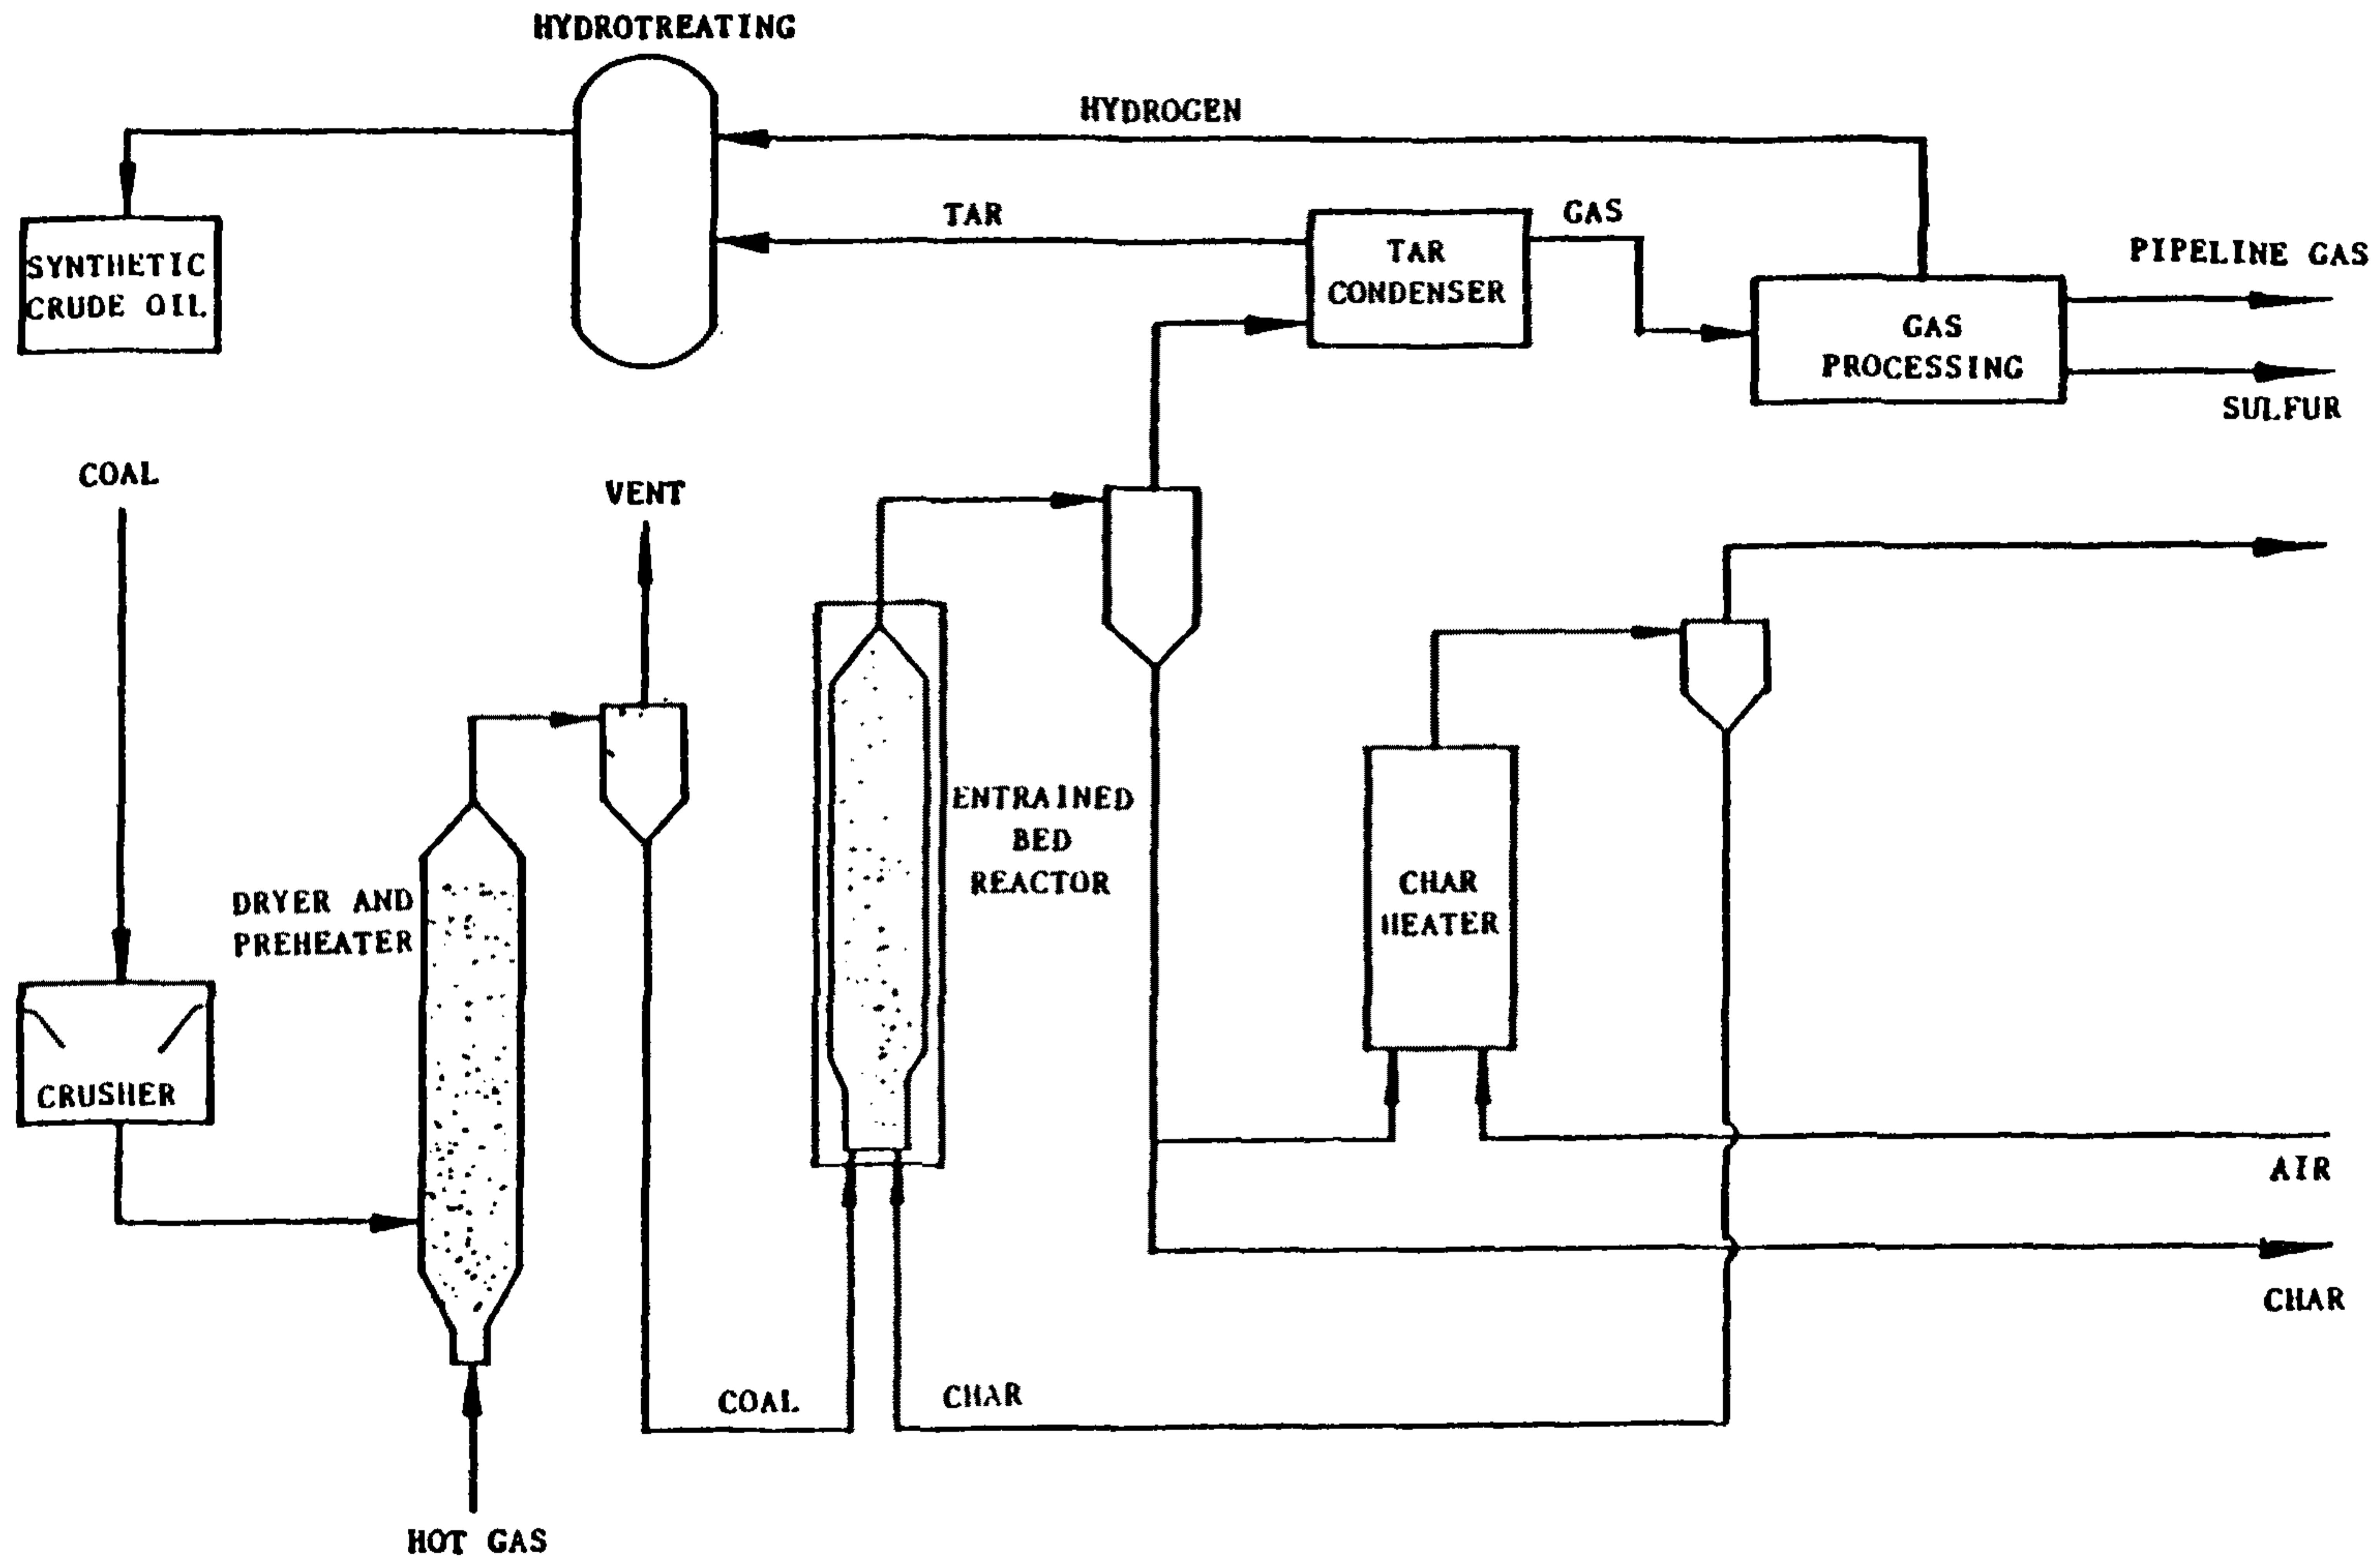 HYDROTREATING
HYDROGEN
TAR
GAS
TAR
CONDENSER
PIPELINE GAS
SYNTHETIC
CRUDE OIL
GAS
PROCESSING
SULFUR
COAL
VENT
ENTRAINED
BED
REACTOR
DRYER AND
PREHEATER
CHAR
HEATER
CRUSHER
AIR
CHAR
COAL
CHAR
HOT GAS